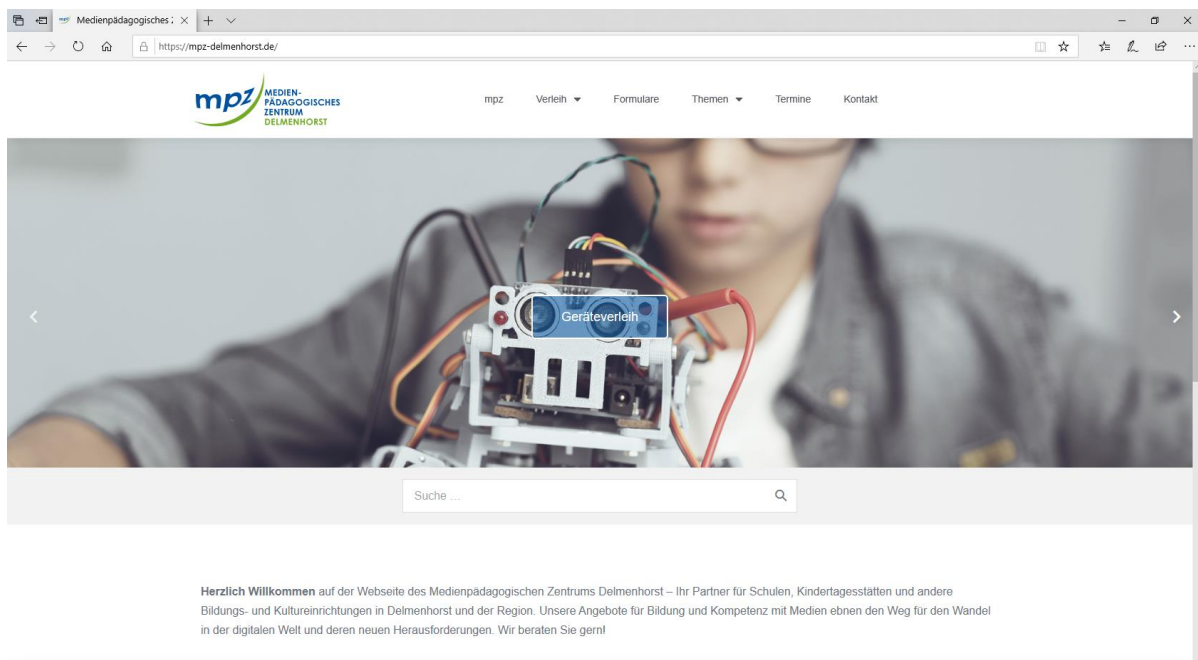 Medienpädagogisches Z
https://mpz-delmenhorst.de/
mpz MEDIEN-
PÄDAGOGISCHES
ZENTRUM
DELMENHORST
mpz Verleih Formulare Themen Termine Kontakt
Geräteverleih
Suche ...
Herzlich Willkommen auf der Webseite des Medienpädagogischen Zentrums Delmenhorst – Ihr Partner für Schulen, Kindertagesstätten und andere
Bildungs- und Kultureinrichtungen in Delmenhorst und der Region. Unsere Angebote für Bildung und Kompetenz mit Medien ebnen den Weg für den Wandel
in der digitalen Welt und deren neuen Herausforderungen. Wir beraten Sie gern!